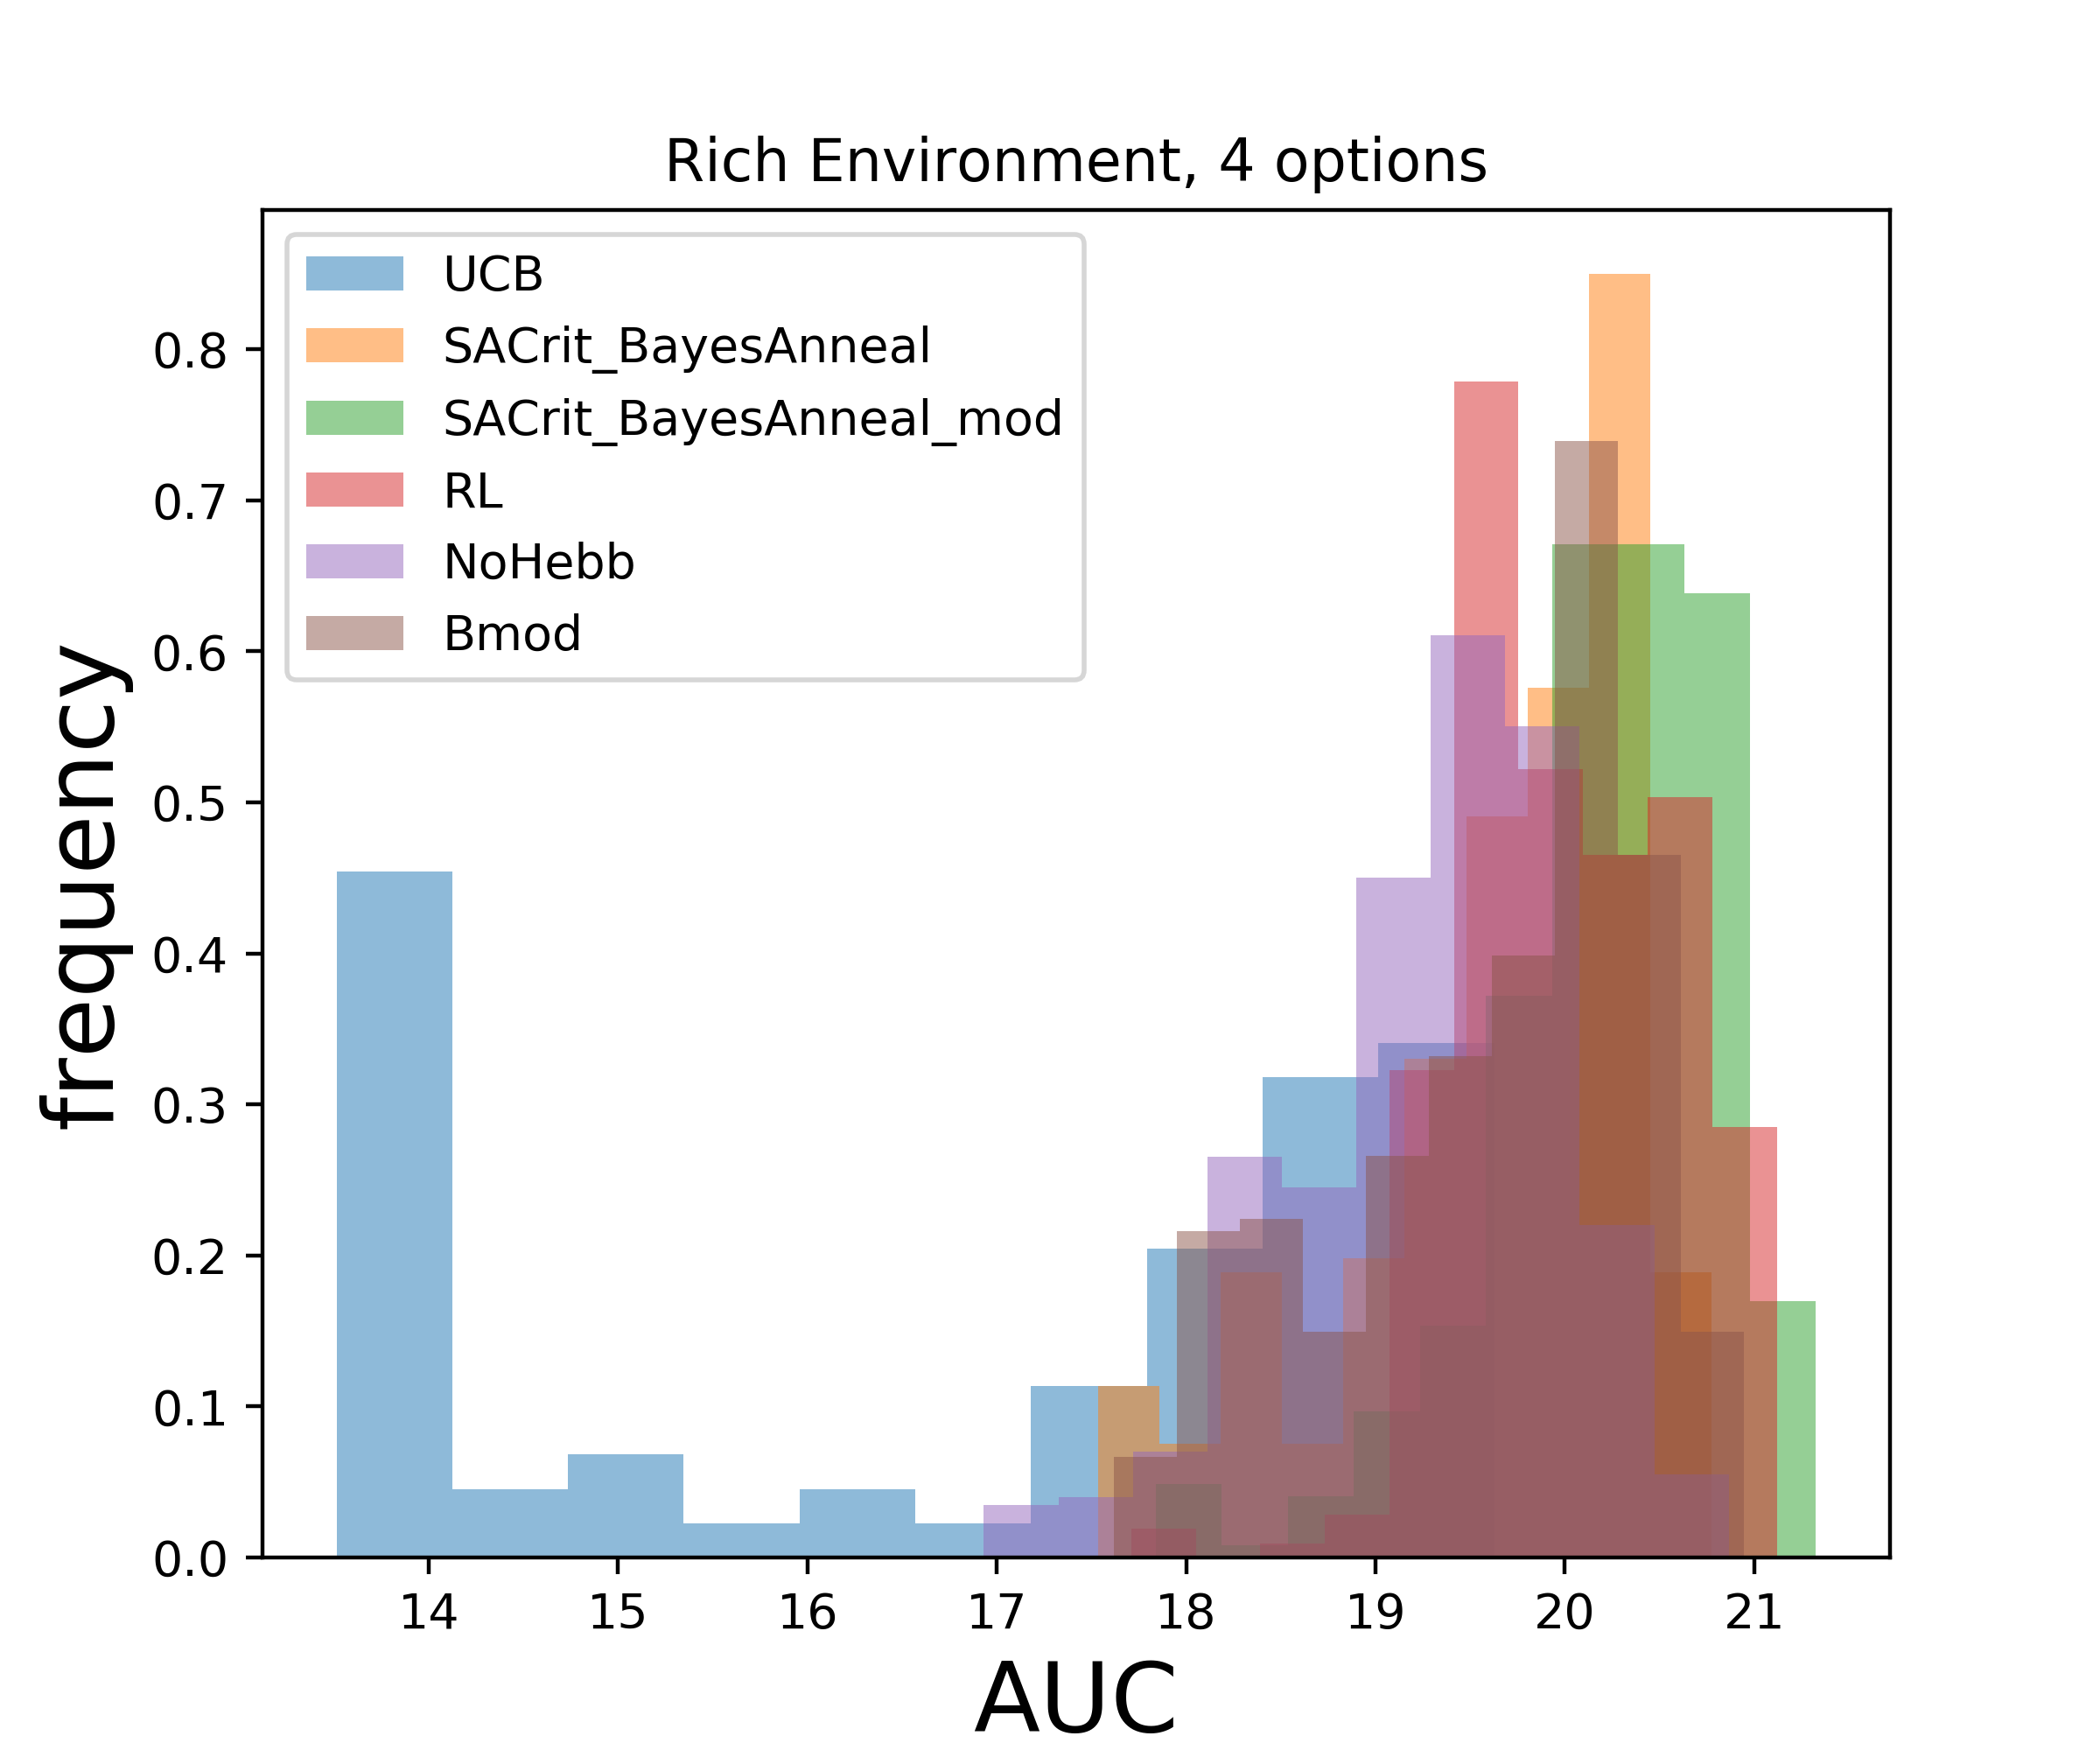 Rich Environment, 4 options
UCB
SACrit_BayesAnneal
SACrit_BayesAnneal_mod
RL
NoHebb
Bmod
frequency
0.8
0.7
0.6
0.5
0.4
0.3
0.2
0.1
0.0
14 15 16 17 18 19 20 21
AUC